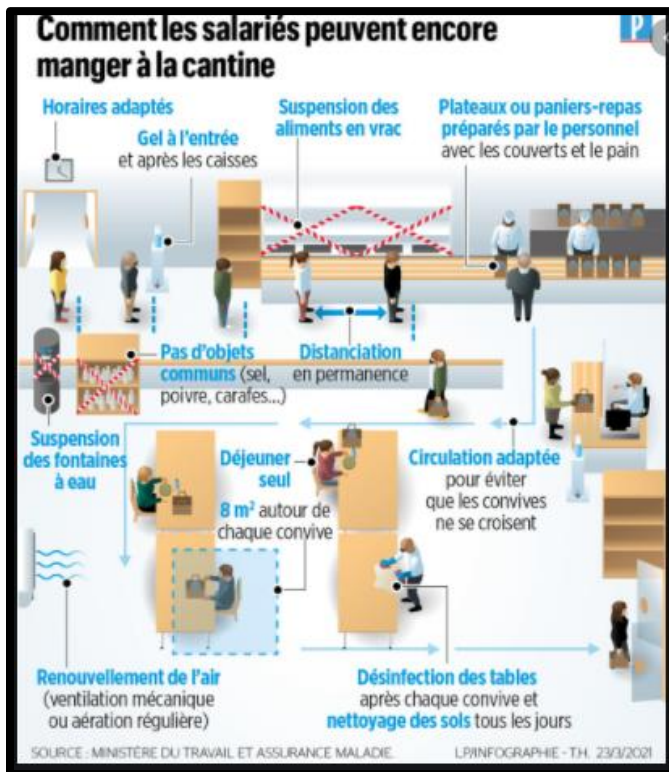 Comment les salariés peuvent encore
manger à la cantine
P
Horaires adaptés
Gel à l'entrée
et après les caisses
Suspension des
aliments en vrac
Plateaux ou paniers-repas
préparés par le personnel
avec les couverts et le pain
Pas d'objets
communs (sel,
poivre, carafes...)
Distanciation
en permanence
Suspension
des fontaines
à eau
Déjeuner
seul
8 m² autour de
chaque convive
Circulation adaptée
pour éviter
que les convives
ne se croisent
Renouvellement de l'air
(ventilation mécanique
ou aération régulière)
Désinfection des tables
après chaque convive et
nettoyage des sols tous les jours
SOURCE : MINISTÈRE DU TRAVAIL ET ASSURANCE MALADIE.
LP/INFOGRAPHIE - T.H. 23/3/2021